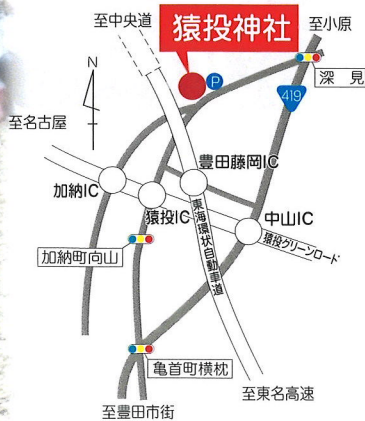 至中央道
猿投神社
至小原
N
P
深見
419
至名古屋
豊田藤岡IC
加納IC
猿投IC
中山IC
東海環状自動車道
猿投グリーンロード
加納町向山
亀首町横枕
至東名高速
至豊田市街